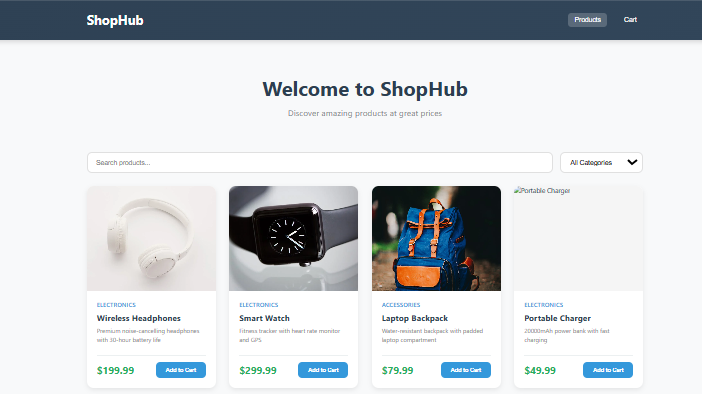 ShopHub
Products
Cart
Welcome to ShopHub
Discover amazing products at great prices
Search products...
All Categories
Portable Charger
ELECTRONICS
Wireless Headphones
Premium noise-cancelling headphones
with 30-hour battery life
$199.99
Add to Cart
ELECTRONICS
Smart Watch
Fitness tracker with heart rate monitor
and GPS
$299.99
Add to Cart
ACCESSORIES
Laptop Backpack
Water-resistant backpack with padded
laptop compartment
$79.99
Add to Cart
ELECTRONICS
Portable Charger
20000mAh power bank with fast
charging
$49.99
Add to Cart